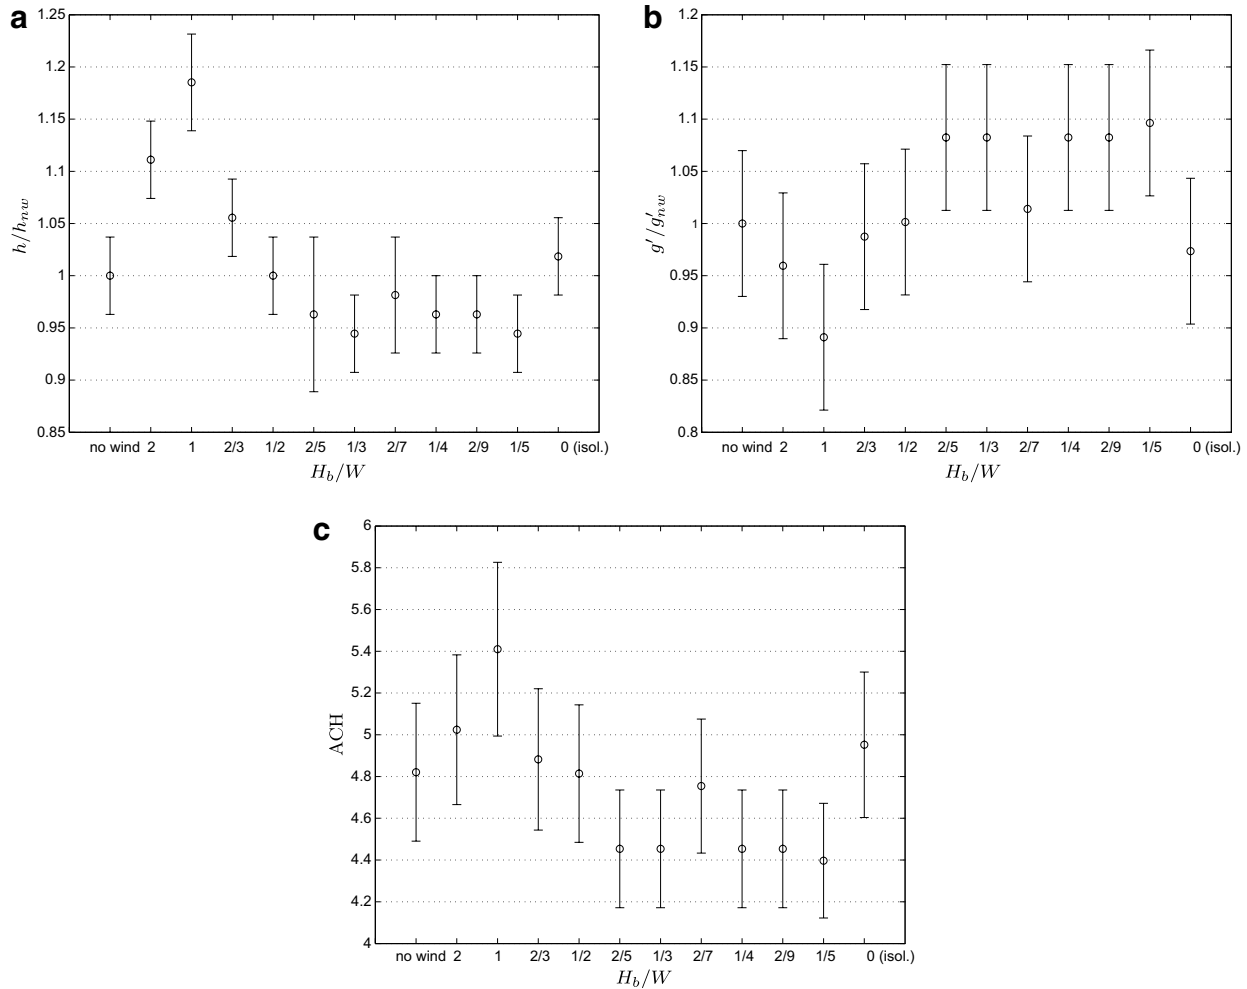 a
1.25
1.2
1.15
1.1
1.05
1
0.95
0.9
0.85
h/h_{nw}
no wind 2 1 2/3 1/2 2/5 1/3 2/7 1/4 2/9 1/5 0 (isol.)
H_b/W
b
1.2
1.15
1.1
1.05
1
0.95
0.9
0.85
0.8
g′/g′_{nw}
no wind 2 1 2/3 1/2 2/5 1/3 2/7 1/4 2/9 1/5 0 (isol.)
H_b/W
c
6
5.8
5.6
5.4
5.2
5
4.8
4.6
4.4
4.2
4
ACH
no wind 2 1 2/3 1/2 2/5 1/3 2/7 1/4 2/9 1/5 0 (isol.)
H_b/W